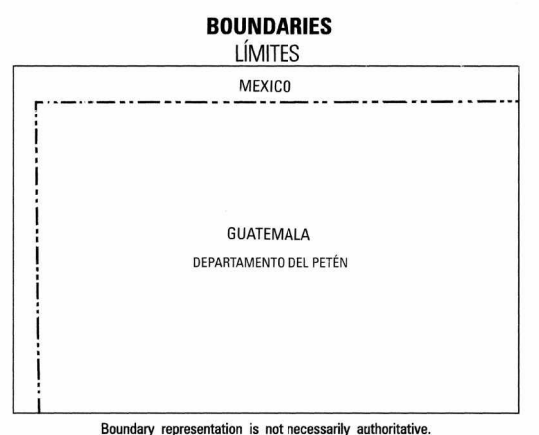 BOUNDARIES
LÍMITES
MEXICO
GUATEMALA
DEPARTAMENTO DEL PETÉN
Boundary representation is not necessarily authoritative.